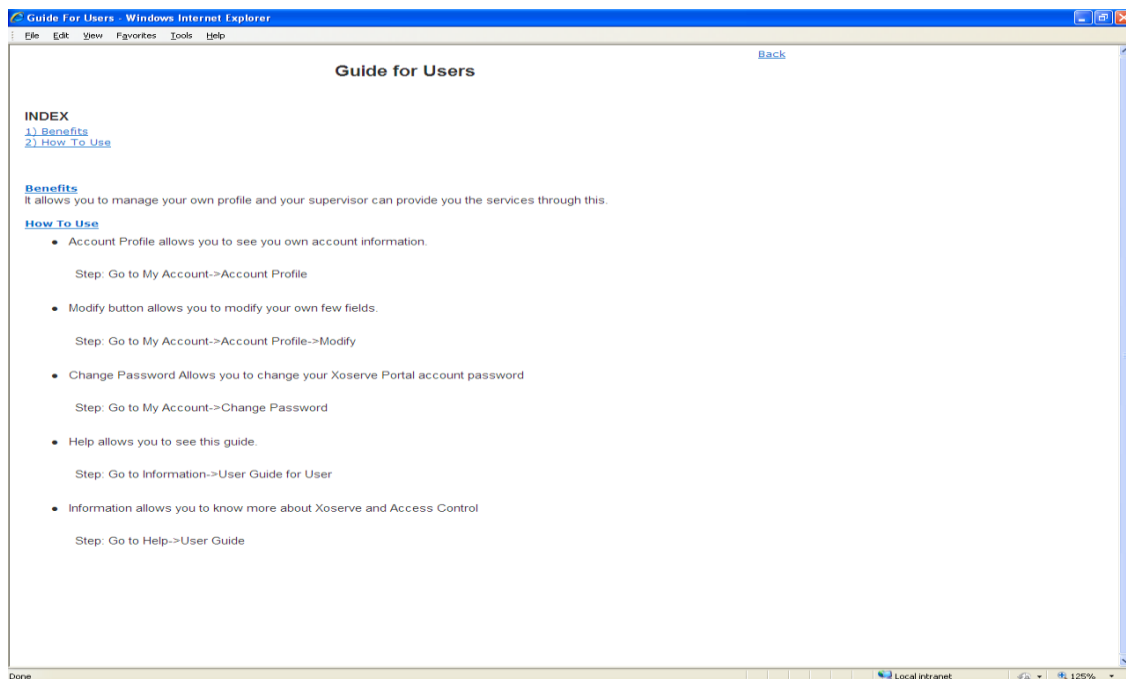 Guide For Users - Windows Internet Explorer
File Edit View Favorites Tools Help
Back
Guide for Users
INDEX
1) Benefits
2) How To Use
Benefits
It allows you to manage your own profile and your supervisor can provide you the services through this.
How To Use
• Account Profile allows you to see you own account information.
Step: Go to My Account->Account Profile
• Modify button allows you to modify your own few fields.
Step: Go to My Account->Account Profile->Modify
• Change Password Allows you to change your Xoserve Portal account password
Step: Go to My Account->Change Password
• Help allows you to see this guide.
Step: Go to Information->User Guide for User
• Information allows you to know more about Xoserve and Access Control
Step: Go to Help->User Guide
Done Local intranet 125%